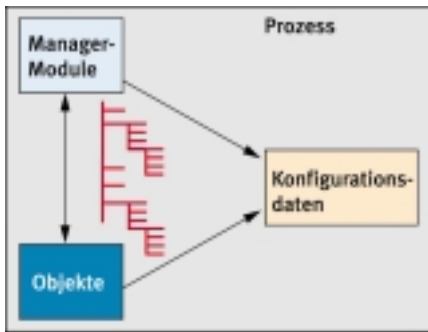 Prozess
Manager-
Module
Konfigurations-
daten
Objekte